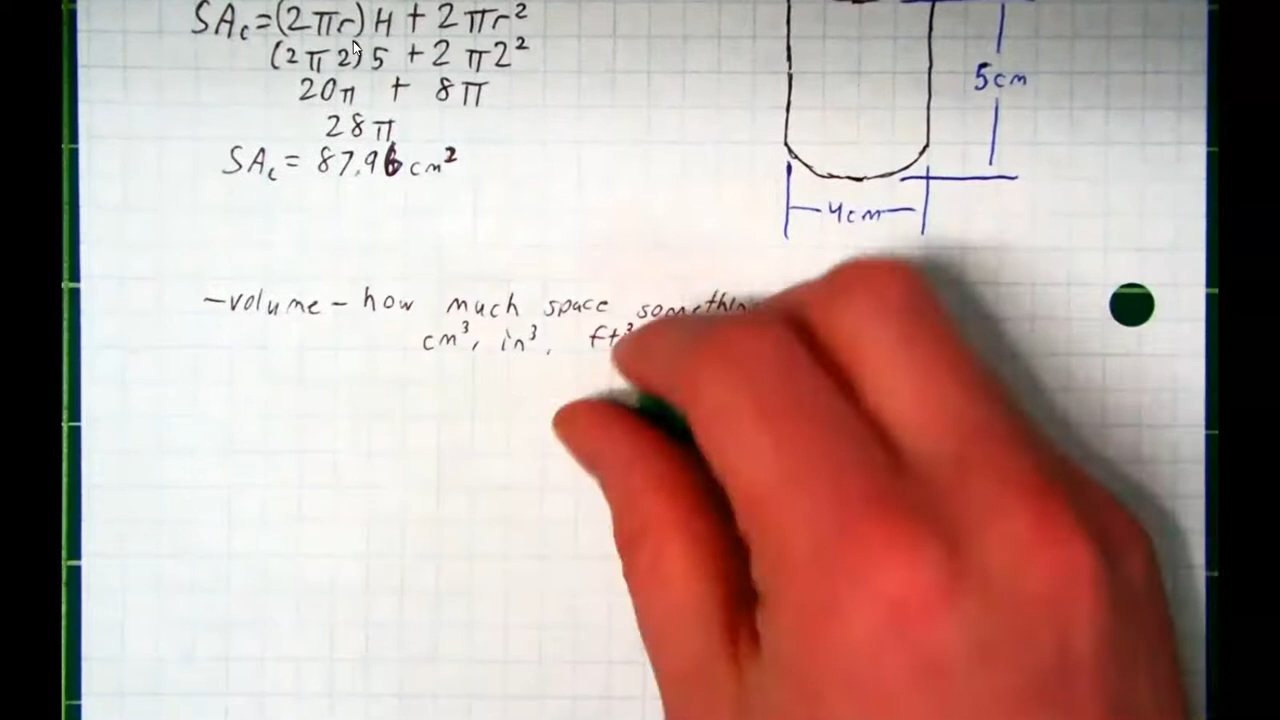 SAc = (2πr)H + 2πr²
(2π2)5 + 2π2²
20π + 8π
28π
SAc = 87.96 cm²
5cm
4cm
-volume - how much space
cm³, in³, ft³